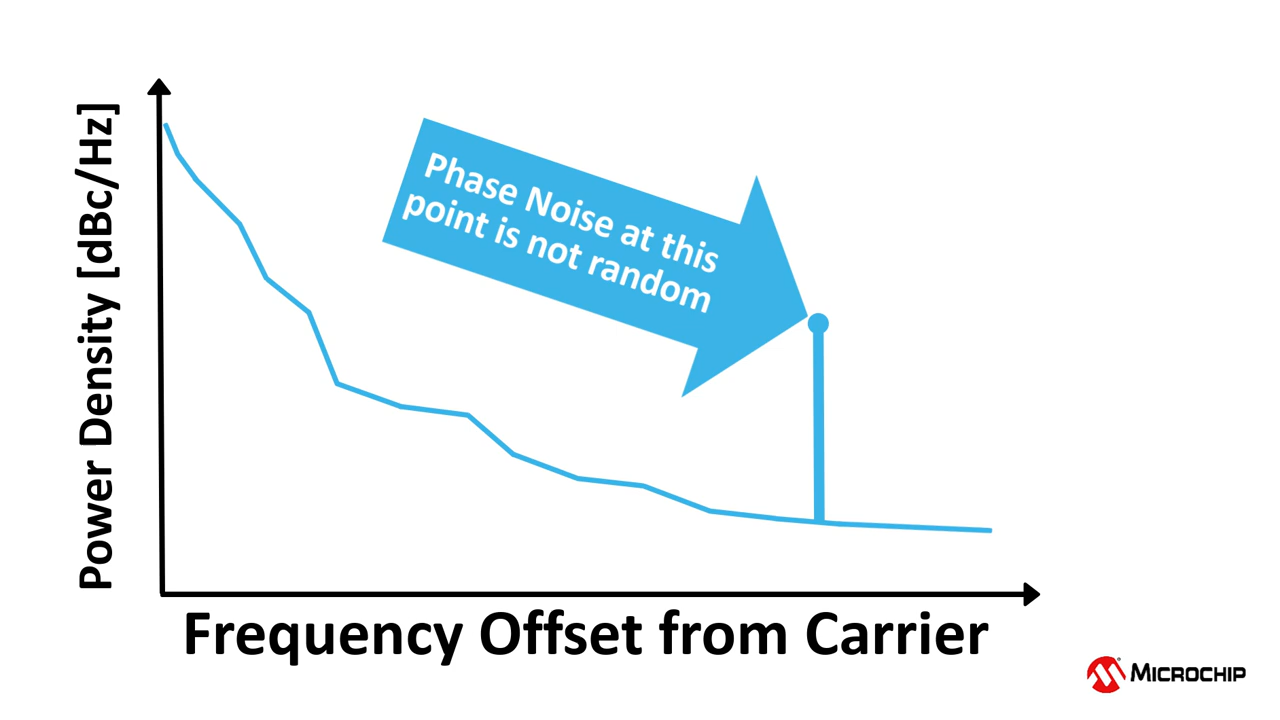 Power Density [dBc/Hz]
Phase Noise at this
point is not random
Frequency Offset from Carrier
MICROCHIP